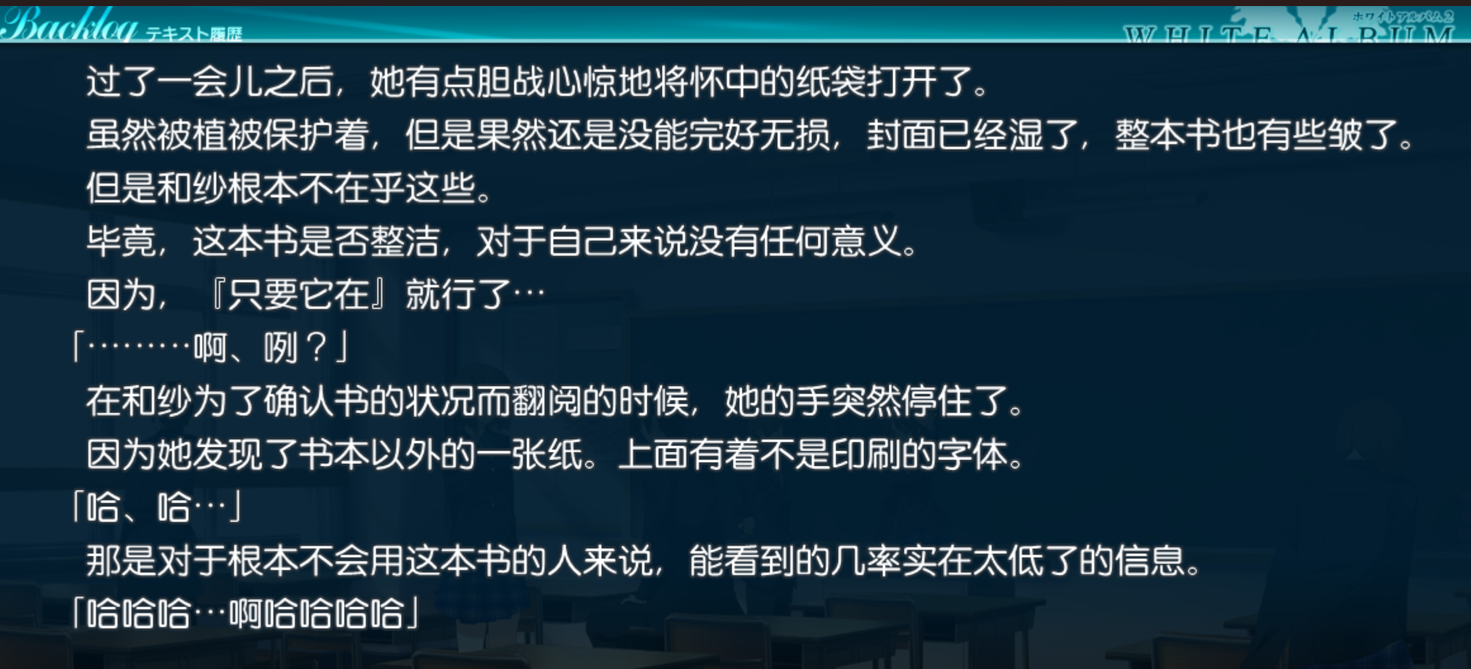 Backlog テキスト履歴
ホワイトアルバム2
WHITE ALBUM
过了一会儿之后，她有点胆战心惊地将怀中的纸袋打开了。
虽然被植被保护着，但是果然还是没能完好无损，封面已经湿了，整本书也有些皱了。
但是和纱根本不在乎这些。
毕竟，这本书是否整洁，对于自己来说没有任何意义。
因为，『只要它在』就行了…
「………啊、咧？」
在和纱为了确认书的状况而翻阅的时候，她的手突然停住了。
因为她发现了书本以外的一张纸。上面有着不是印刷的字体。
「哈、哈…」
那是对于根本不会用这本书的人来说，能看到的几率实在太低了的信息。
「哈哈哈…啊哈哈哈哈」